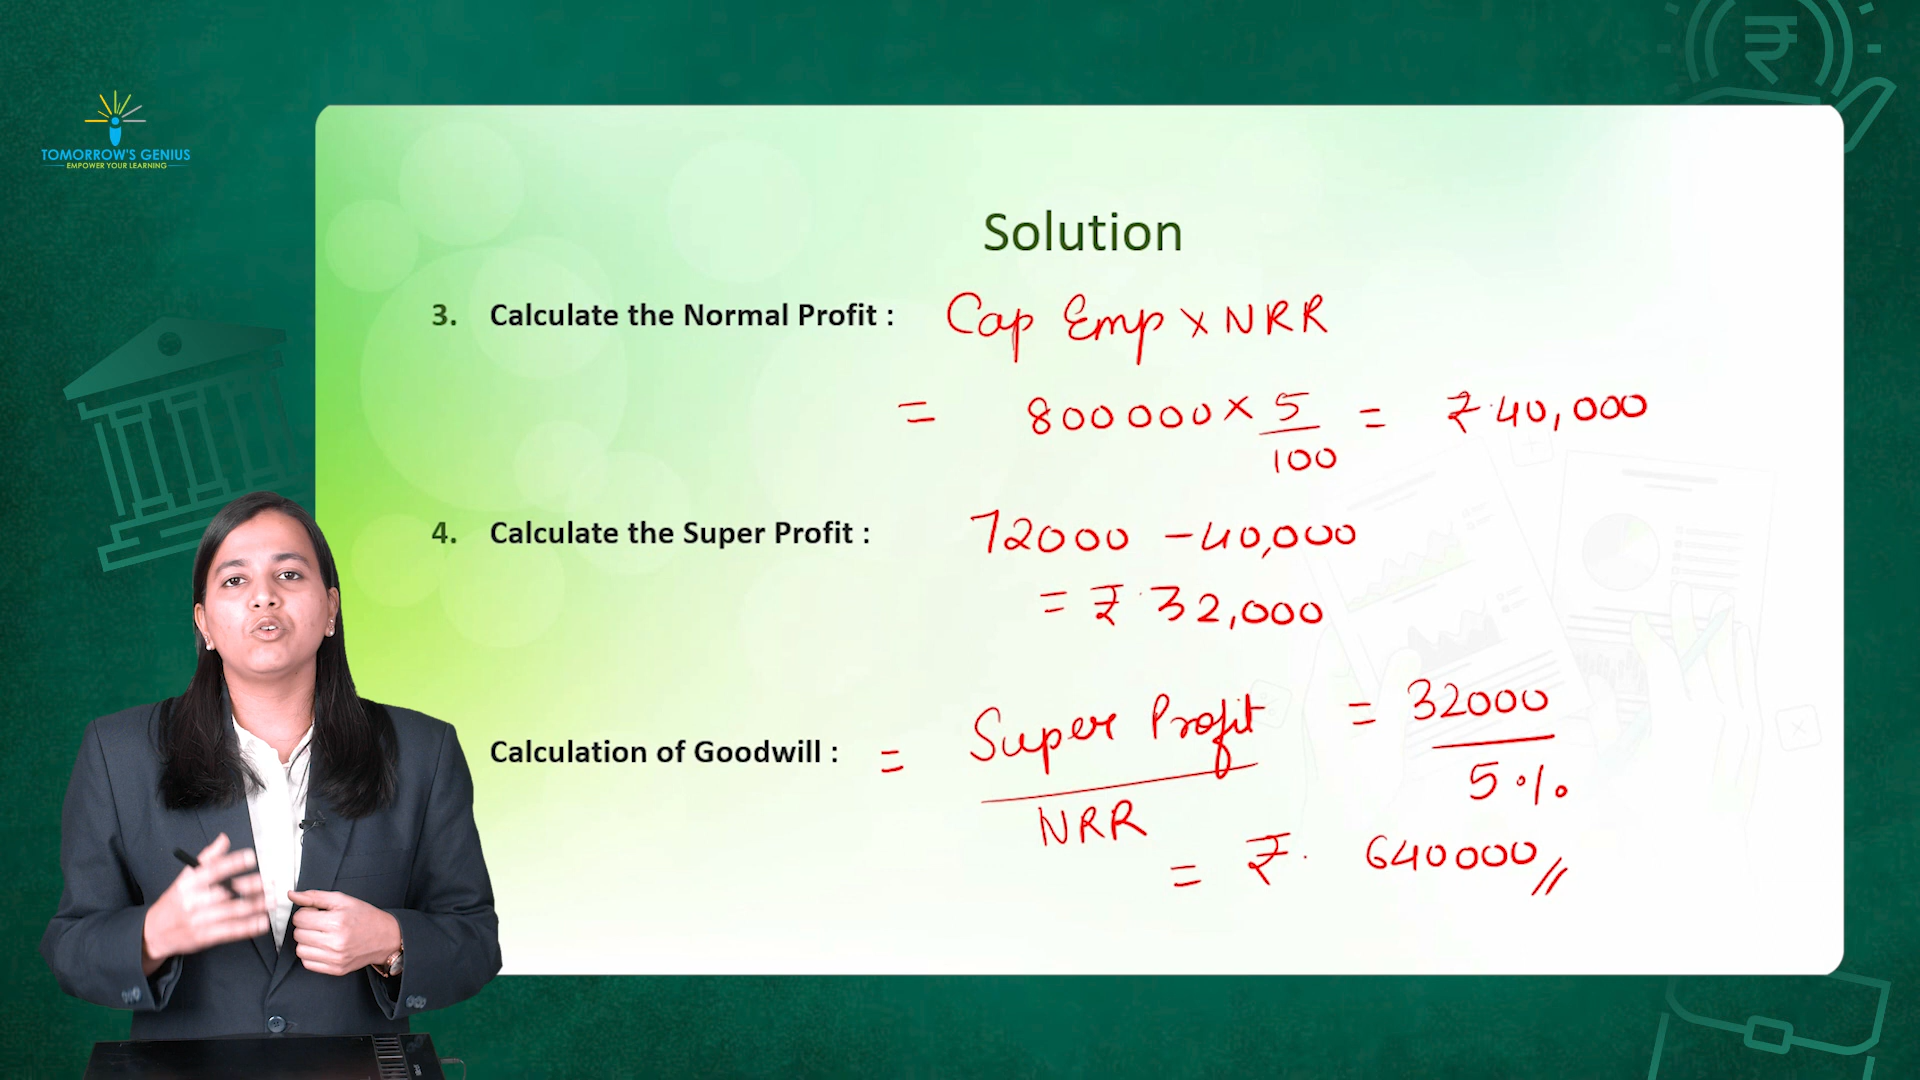 TOMORROW'S GENIUS
EMPOWER YOUR LEARNING
₹
Solution
3. Calculate the Normal Profit : Cap Emp × NRR
= 800000 × 5/100 = ₹.40,000
4. Calculate the Super Profit : 72000 - 40,000
= ₹.32,000
Calculation of Goodwill : = Super Profit/NRR = 32000/5%
= ₹. 640000//